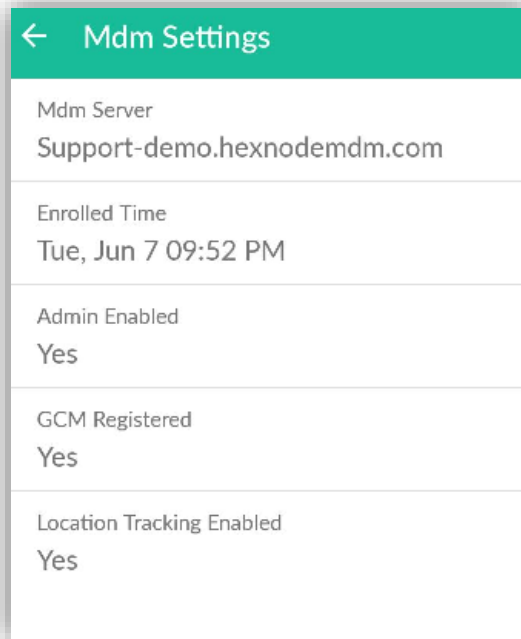 Mdm Settings
Mdm Server
Support-demo.hexnodemdm.com
Enrolled Time
Tue, Jun 7 09:52 PM
Admin Enabled
Yes
GCM Registered
Yes
Location Tracking Enabled
Yes